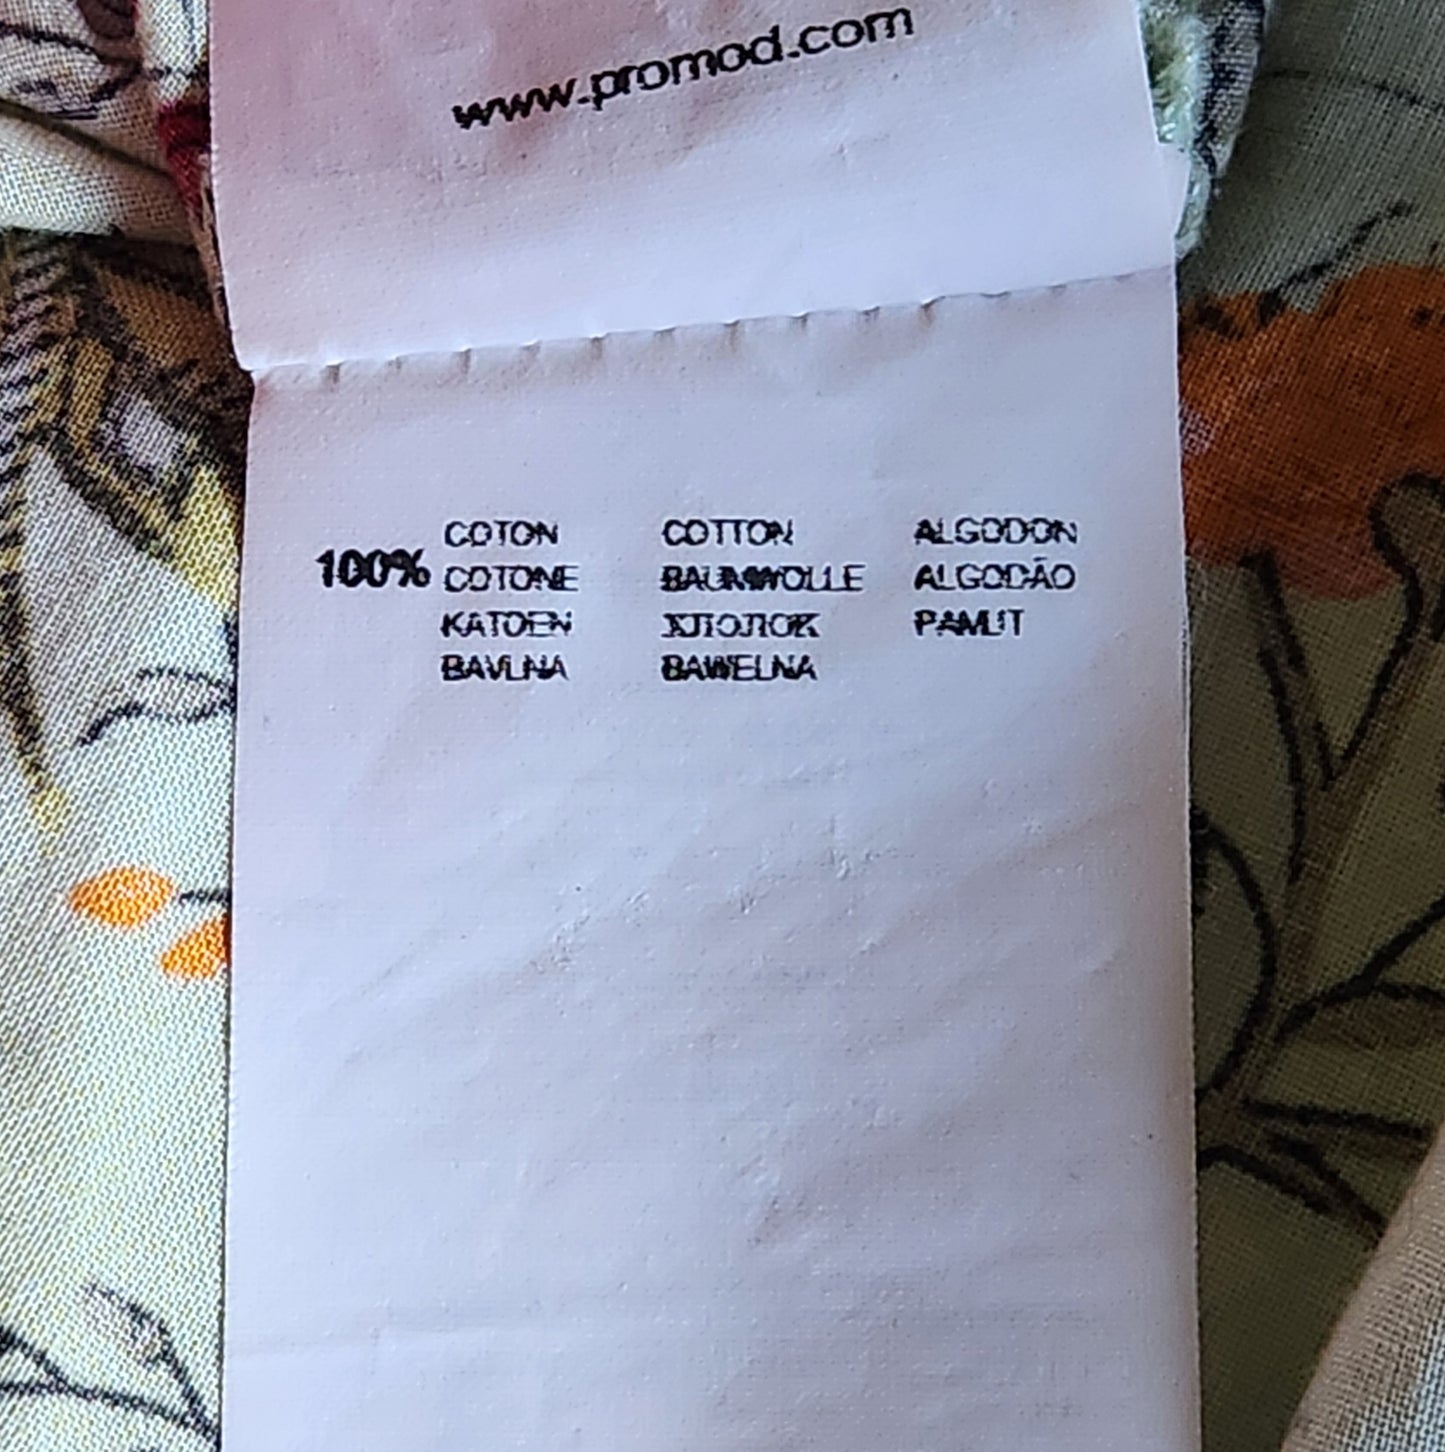 www.promod.com
100% COTON COTTON ALGODON
COTONE BAUMWOLLE ALGODÃO
KATOEN ХЛОПОК PAMUT
BAVLNA BAWEŁNA